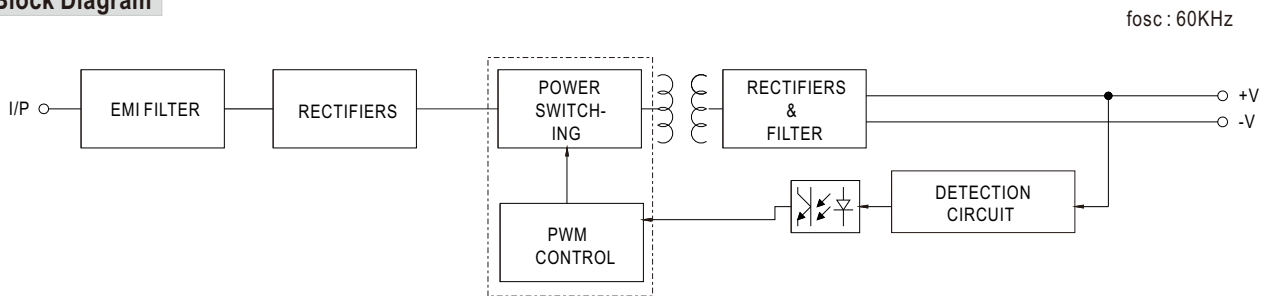 Block Diagram
fosc : 60KHz
I/P
EMI FILTER
RECTIFIERS
POWER
SWITCH-
ING
RECTIFIERS
&
FILTER
+V
-V
DETECTION
CIRCUIT
PWM
CONTROL